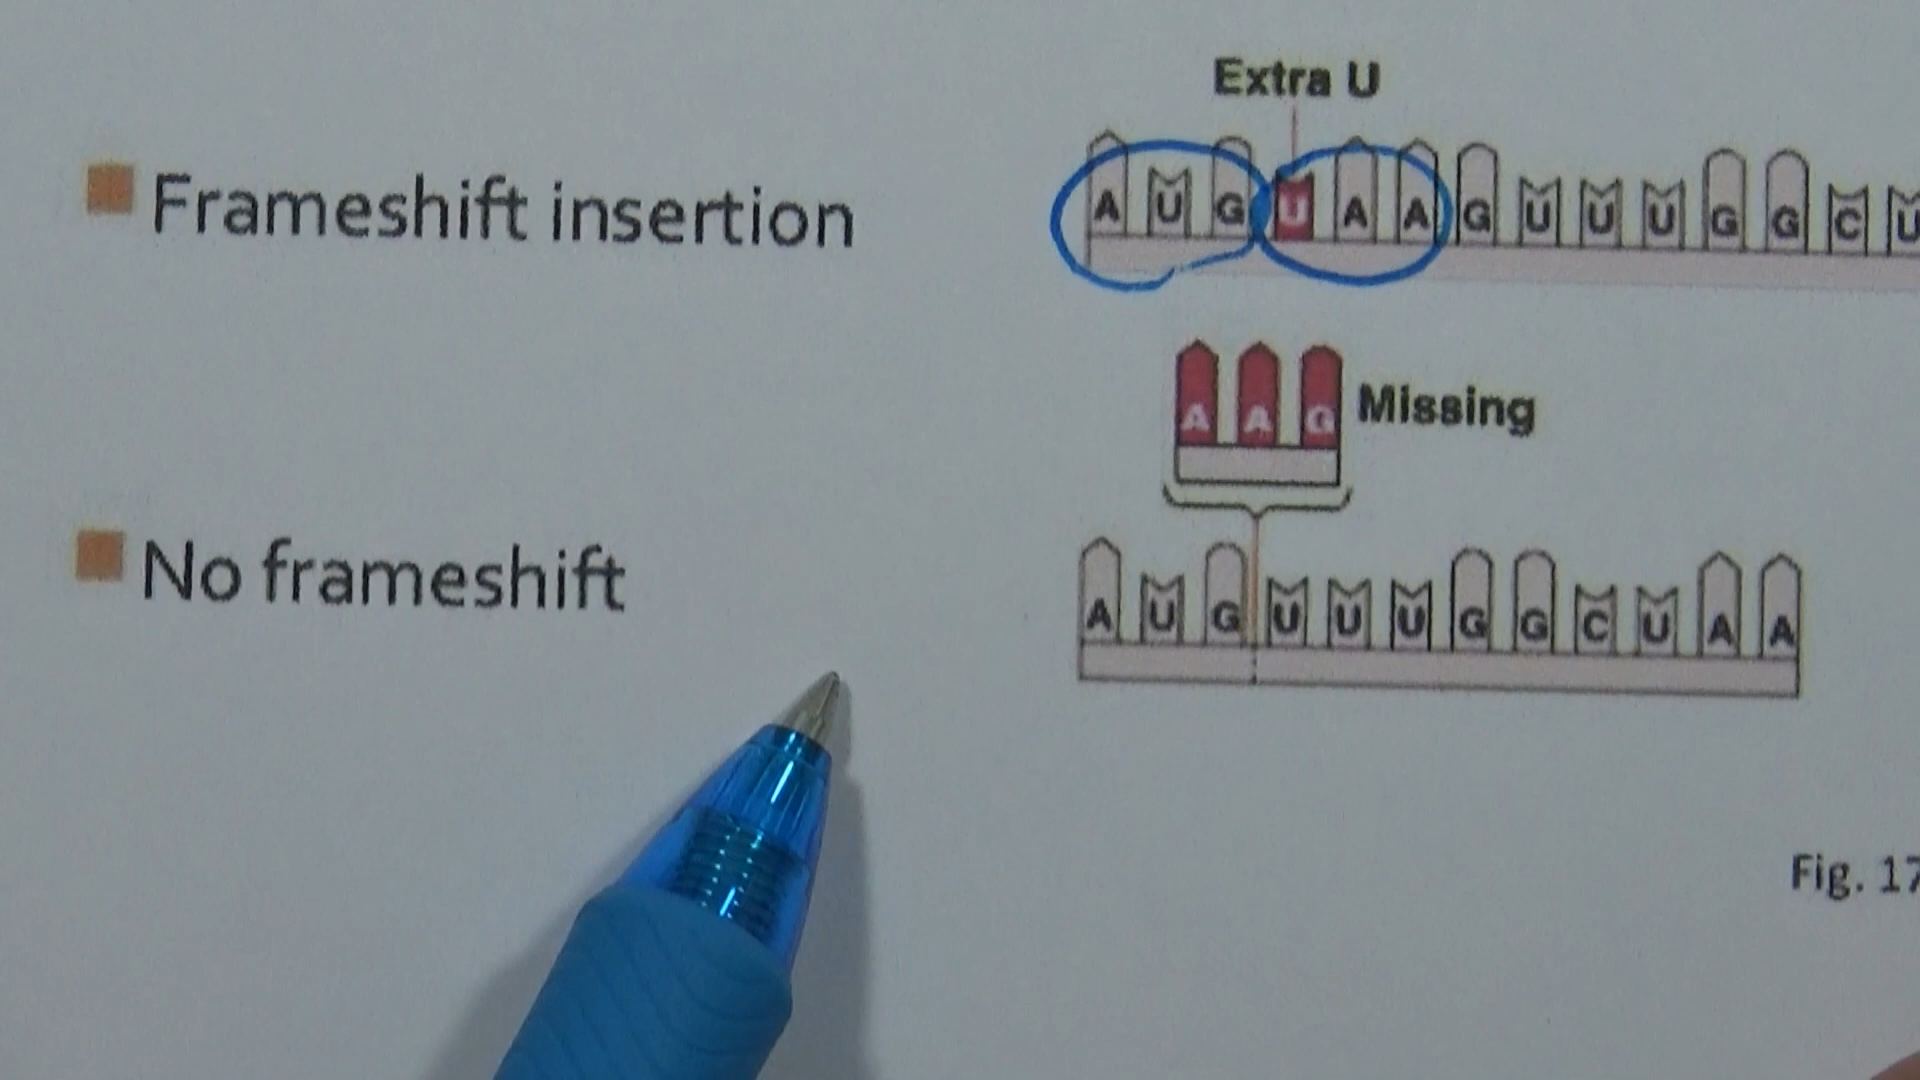 Extra U
Frameshift insertion
A U G U A A G U U U G G C U
A A G Missing
No frameshift
A U G U U U G G C U A A
Fig. 17